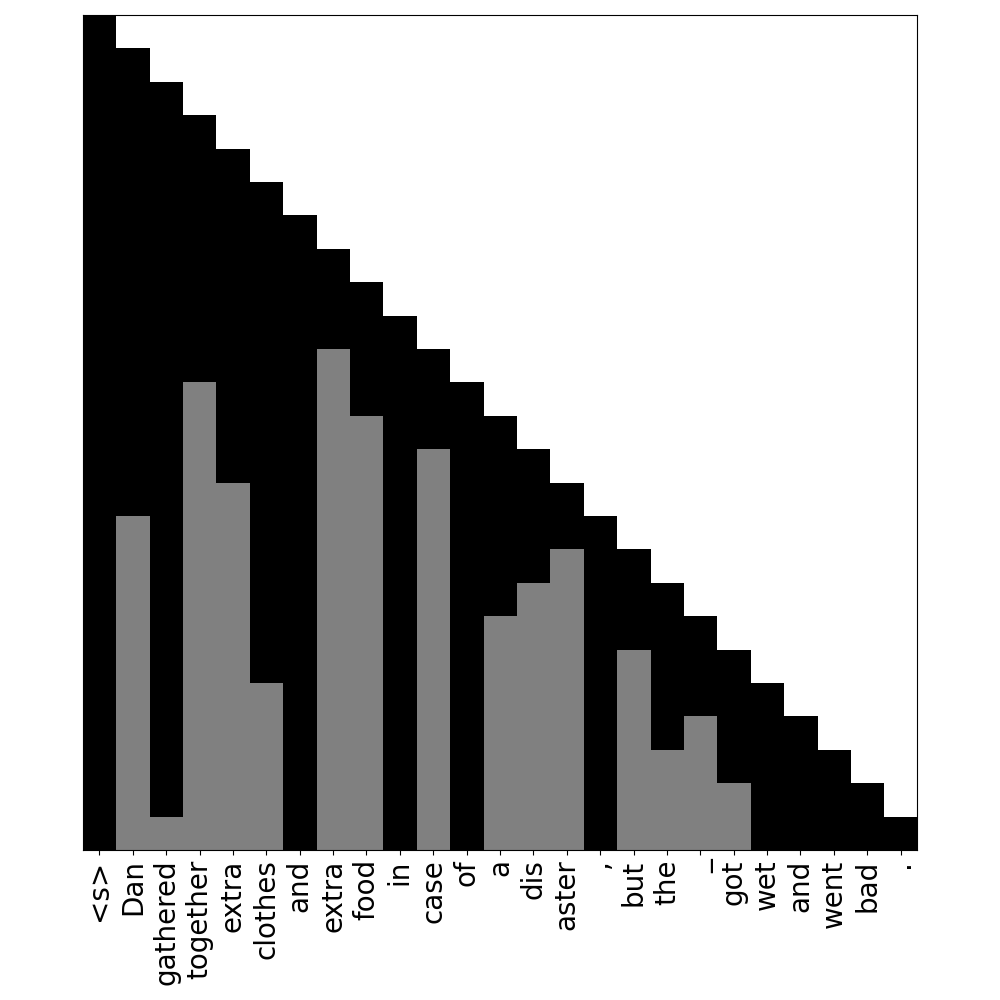 <s> Dan gathered together extra clothes and extra food in case of a dis aster , but the _ got wet and went bad .